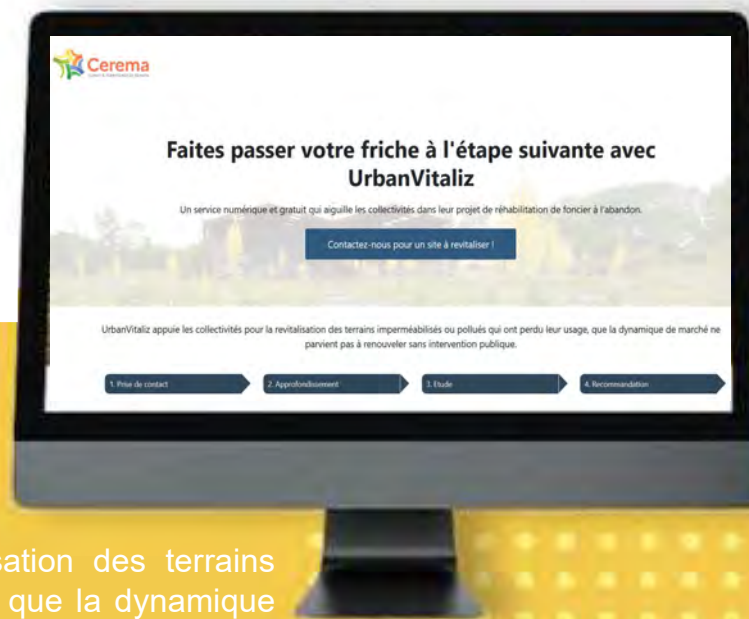 Cerema
Faites passer votre friche à l'étape suivante avec
UrbanVitaliz
Un service numérique et gratuit qui aiguille les collectivités dans leur projet de réhabilitation de foncier à l'abandon.
Contactez-nous pour un site à revitaliser !
UrbanVitaliz appuie les collectivités pour la revitalisation des terrains imperméabilisés ou pollués qui ont perdu leur usage, que la dynamique de marché ne
parvient pas à renouveler sans intervention publique.
1. Prise de contact
2. Approfondissement
3. Etude
4. Recommandation
sation des terrains
que la dynamique